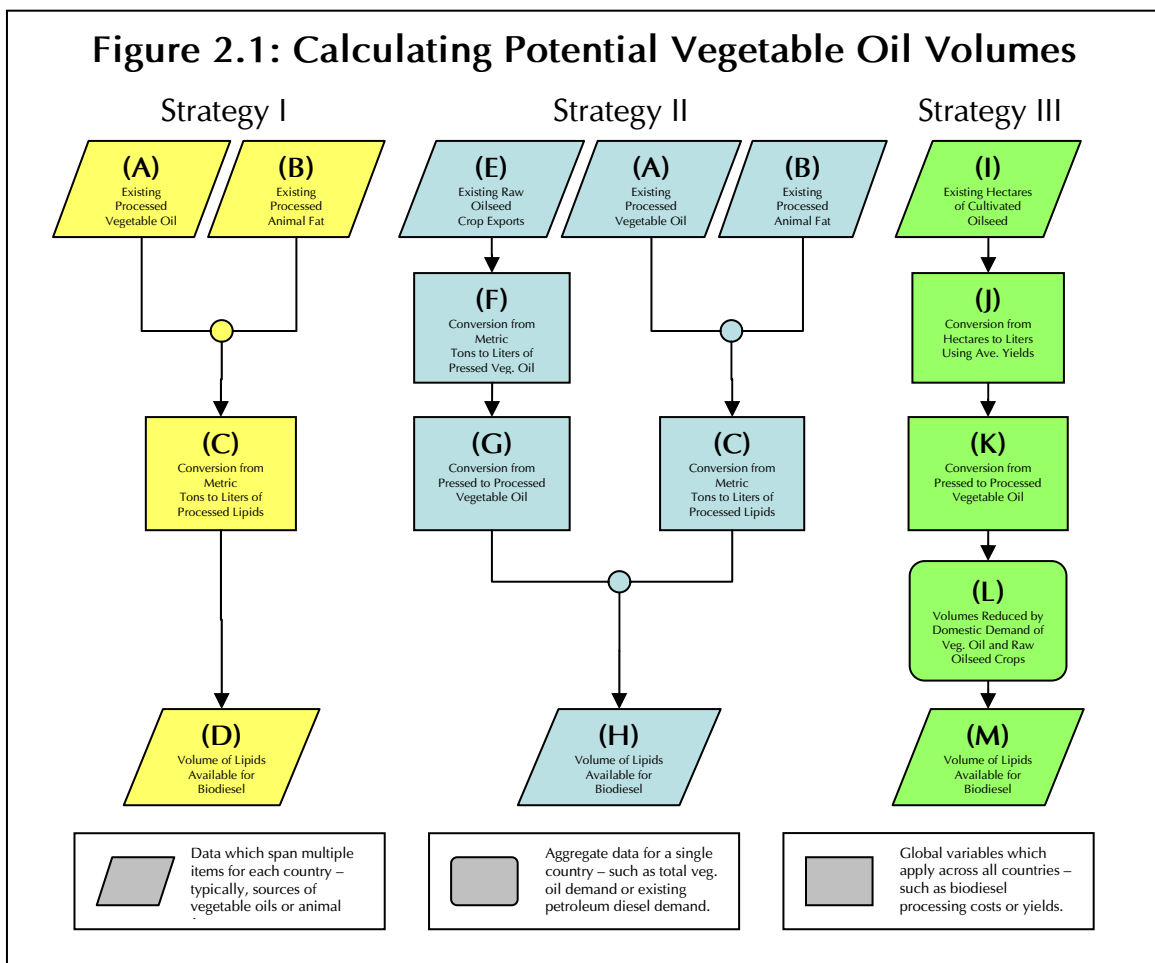 Figure 2.1: Calculating Potential Vegetable Oil Volumes
Strategy I
(A)
Existing
Processed
Vegetable Oil
(B)
Existing
Processed
Animal Fat
(C)
Conversion from
Metric
Tons to Liters of
Processed Lipids
(D)
Volume of Lipids
Available for
Biodiesel
Strategy II
(E)
Existing Raw
Oilseed
Crop Exports
(A)
Existing
Processed
Vegetable Oil
(B)
Existing
Processed
Animal Fat
(F)
Conversion from
Metric
Tons to Liters of
Pressed Veg. Oil
(G)
Conversion from
Pressed to Processed
Vegetable Oil
(C)
Conversion from
Metric
Tons to Liters of
Processed Lipids
(H)
Volume of Lipids
Available for
Biodiesel
Strategy III
(I)
Existing Hectares
of Cultivated
Oilseed
(J)
Conversion from
Hectares to Liters
Using Ave. Yields
(K)
Conversion from
Pressed to Processed
Vegetable Oil
(L)
Volumes Reduced by
Domestic Demand of
Veg. Oil and Raw
Oilseed Crops
(M)
Volume of Lipids
Available for
Biodiesel
Data which span multiple
items for each country –
typically, sources of
vegetable oils or animal
Aggregate data for a single
country – such as total veg.
oil demand or existing
petroleum diesel demand.
Global variables which
apply across all countries –
such as biodiesel
processing costs or yields.